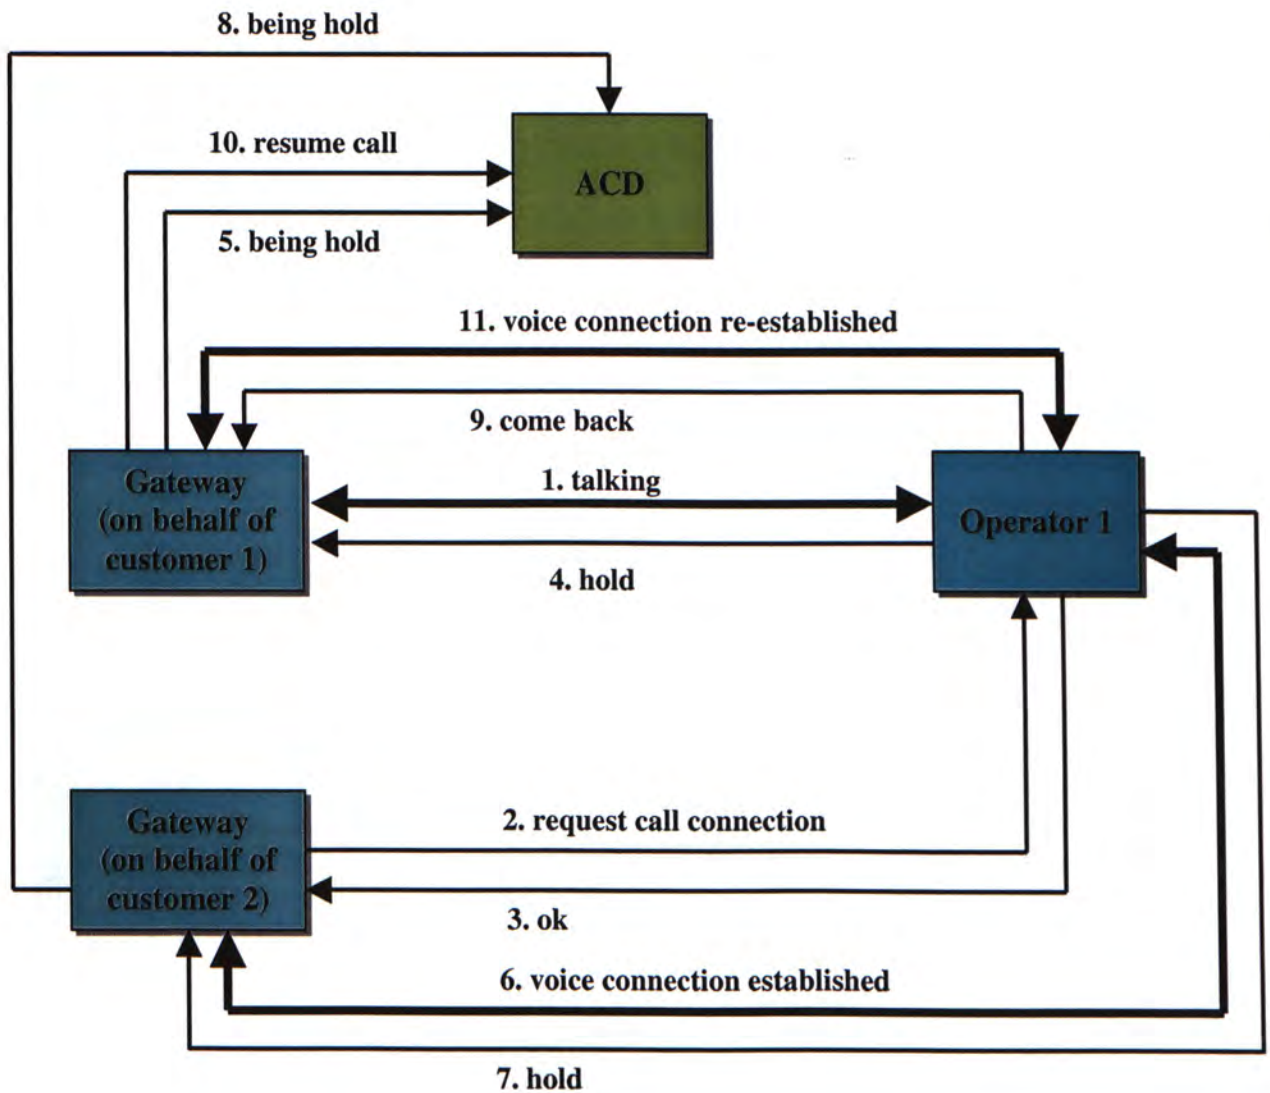 8. being hold
10. resume call
ACD
5. being hold
11. voice connection re-established
9. come back
Gateway
(on behalf of
customer 1)
1. talking
Operator 1
4. hold
Gateway
(on behalf of
customer 2)
2. request call connection
3. ok
6. voice connection established
7. hold